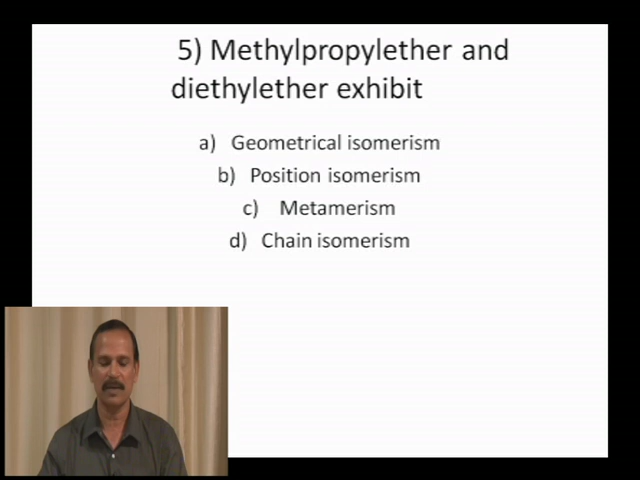 5) Methylpropylether and
diethylether exhibit
a) Geometrical isomerism
b) Position isomerism
c) Metamerism
d) Chain isomerism